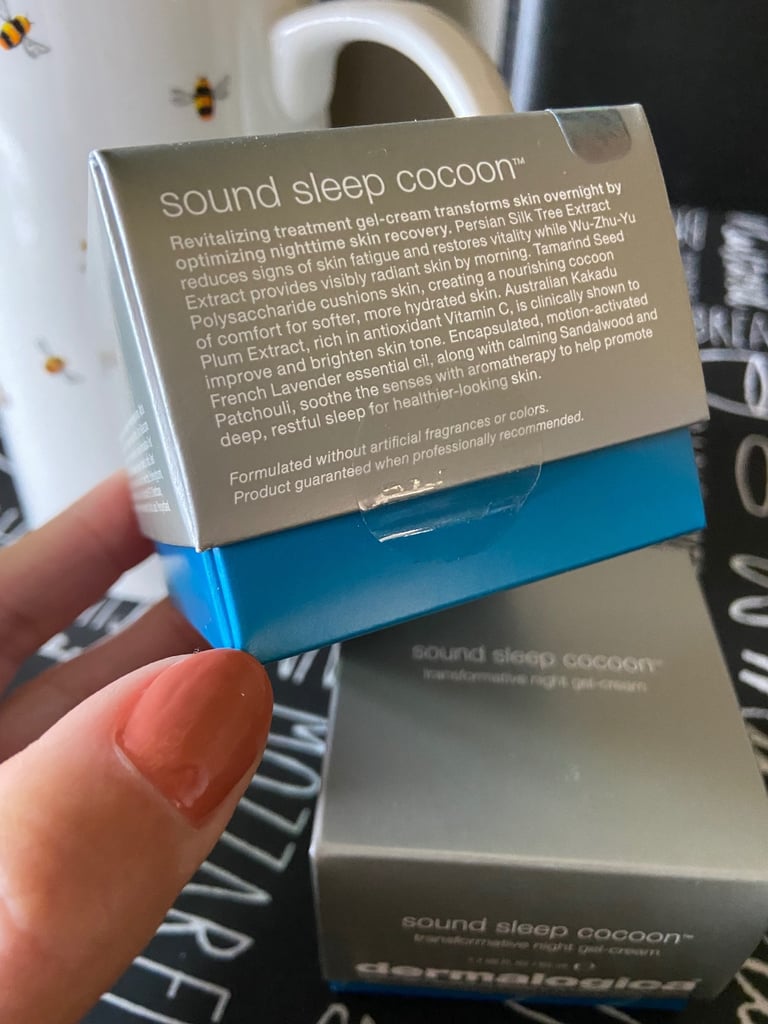 sound sleep cocoon™
Revitalizing treatment gel-cream transforms skin overnight by
optimizing nighttime skin recovery. Persian Silk Tree Extract
reduces signs of skin fatigue and restores vitality while Wu-Zhu-Yu
Extract provides visibly radiant skin by morning. Tamarind Seed
Polysaccharide cushions skin, creating a nourishing cocoon
of comfort for softer, more hydrated skin. Australian Kakadu
Plum Extract, rich in antioxidant Vitamin C, is clinically shown to
improve and brighten skin tone. Encapsulated, motion-activated
French Lavender essential oil, along with calming Sandalwood and
Patchouli, soothe the senses with aromatherapy to help promote
deep, restful sleep for healthier-looking skin.
Formulated without artificial fragrances or colors.
Product guaranteed when professionally recommended.
sound sleep cocoon™
transformative night gel-cream
sound sleep cocoon™
transformative night gel-cream
dermalogica
MOZZARE